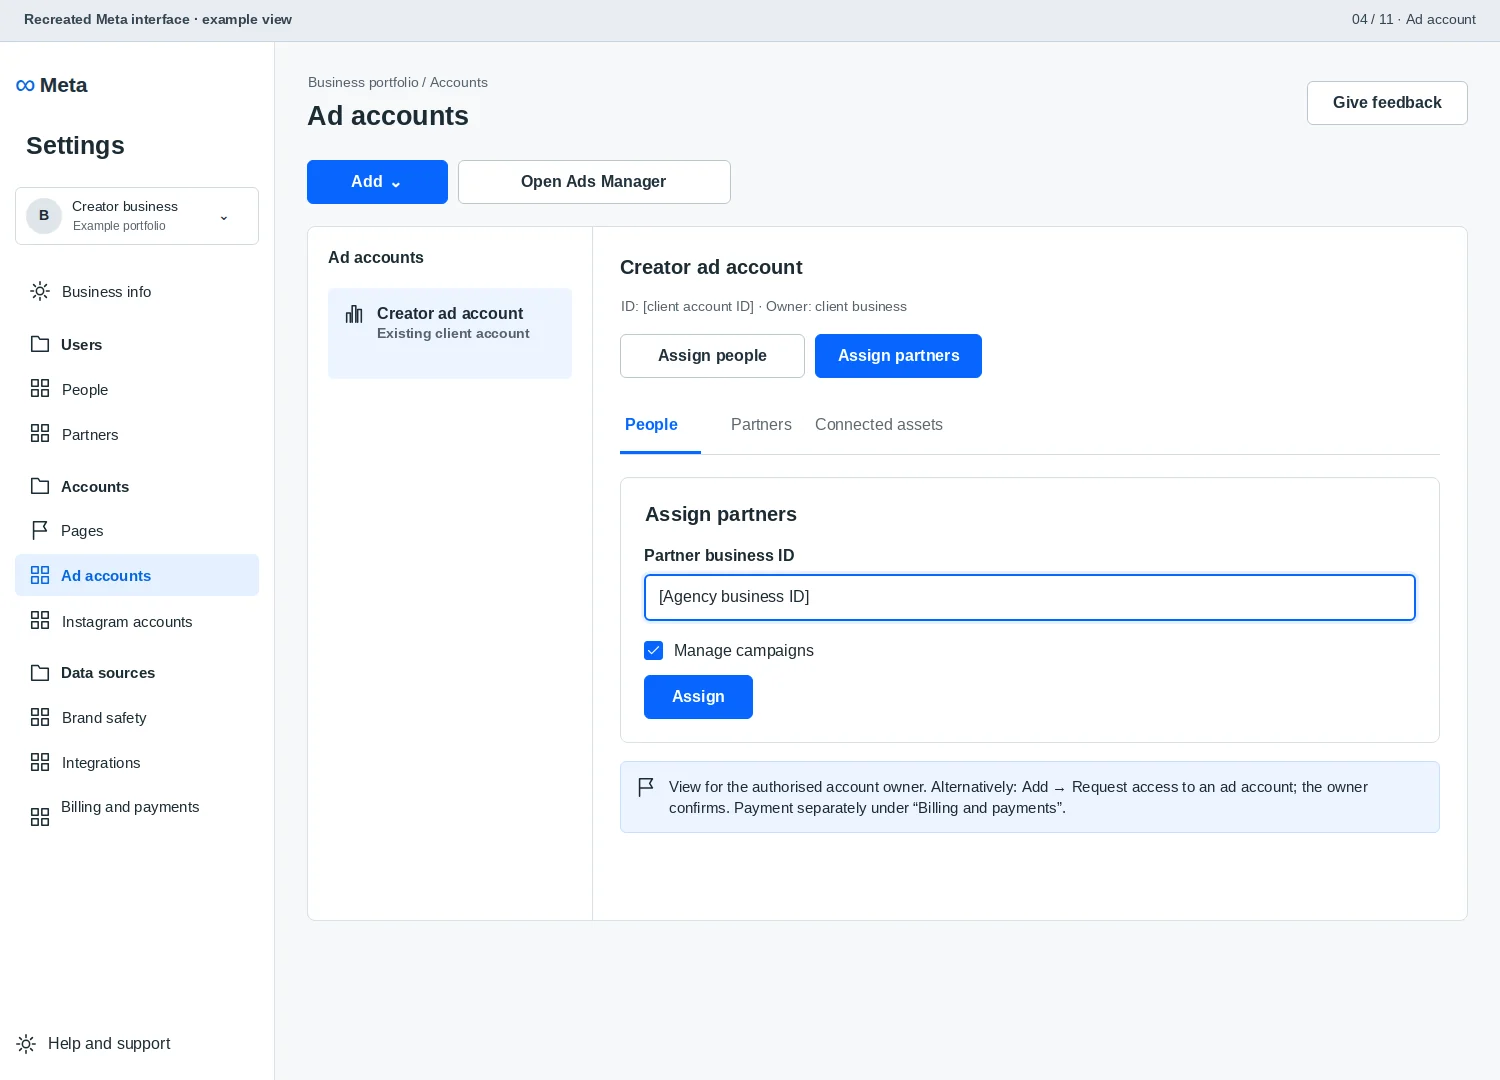 Recreated Meta interface · example view
04 / 11 · Ad account
∞ Meta
Settings
B
Creator business
Example portfolio
Business info
Users
People
Partners
Accounts
Pages
Ad accounts
Instagram accounts
Data sources
Brand safety
Integrations
Billing and payments
Help and support
Business portfolio / Accounts
Ad accounts
Give feedback
Add
Open Ads Manager
Ad accounts
Creator ad account
Existing client account
Creator ad account
ID: [client account ID] · Owner: client business
Assign people
Assign partners
People
Partners
Connected assets
Assign partners
Partner business ID
[Agency business ID]
Manage campaigns
Assign
View for the authorised account owner. Alternatively: Add → Request access to an ad account; the owner
confirms. Payment separately under “Billing and payments”.